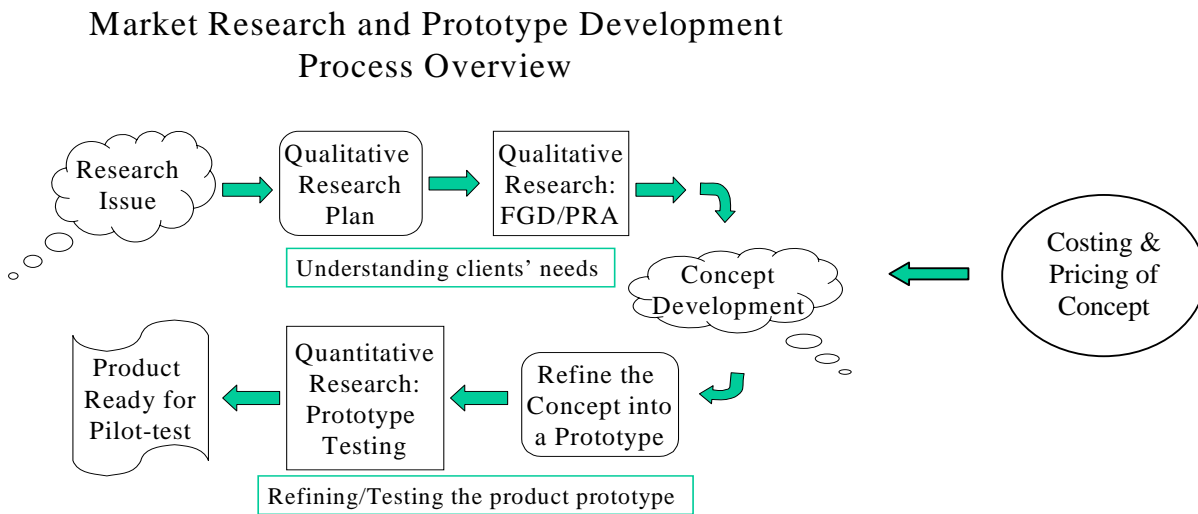 Market Research and Prototype Development
Process Overview
Research
Issue
Qualitative
Research
Plan
Qualitative
Research:
FGD/PRA
Understanding clients’ needs
Concept
Development
Costing &
Pricing of
Concept
Product
Ready for
Pilot-test
Quantitative
Research:
Prototype
Testing
Refine the
Concept into
a Prototype
Refining/Testing the product prototype